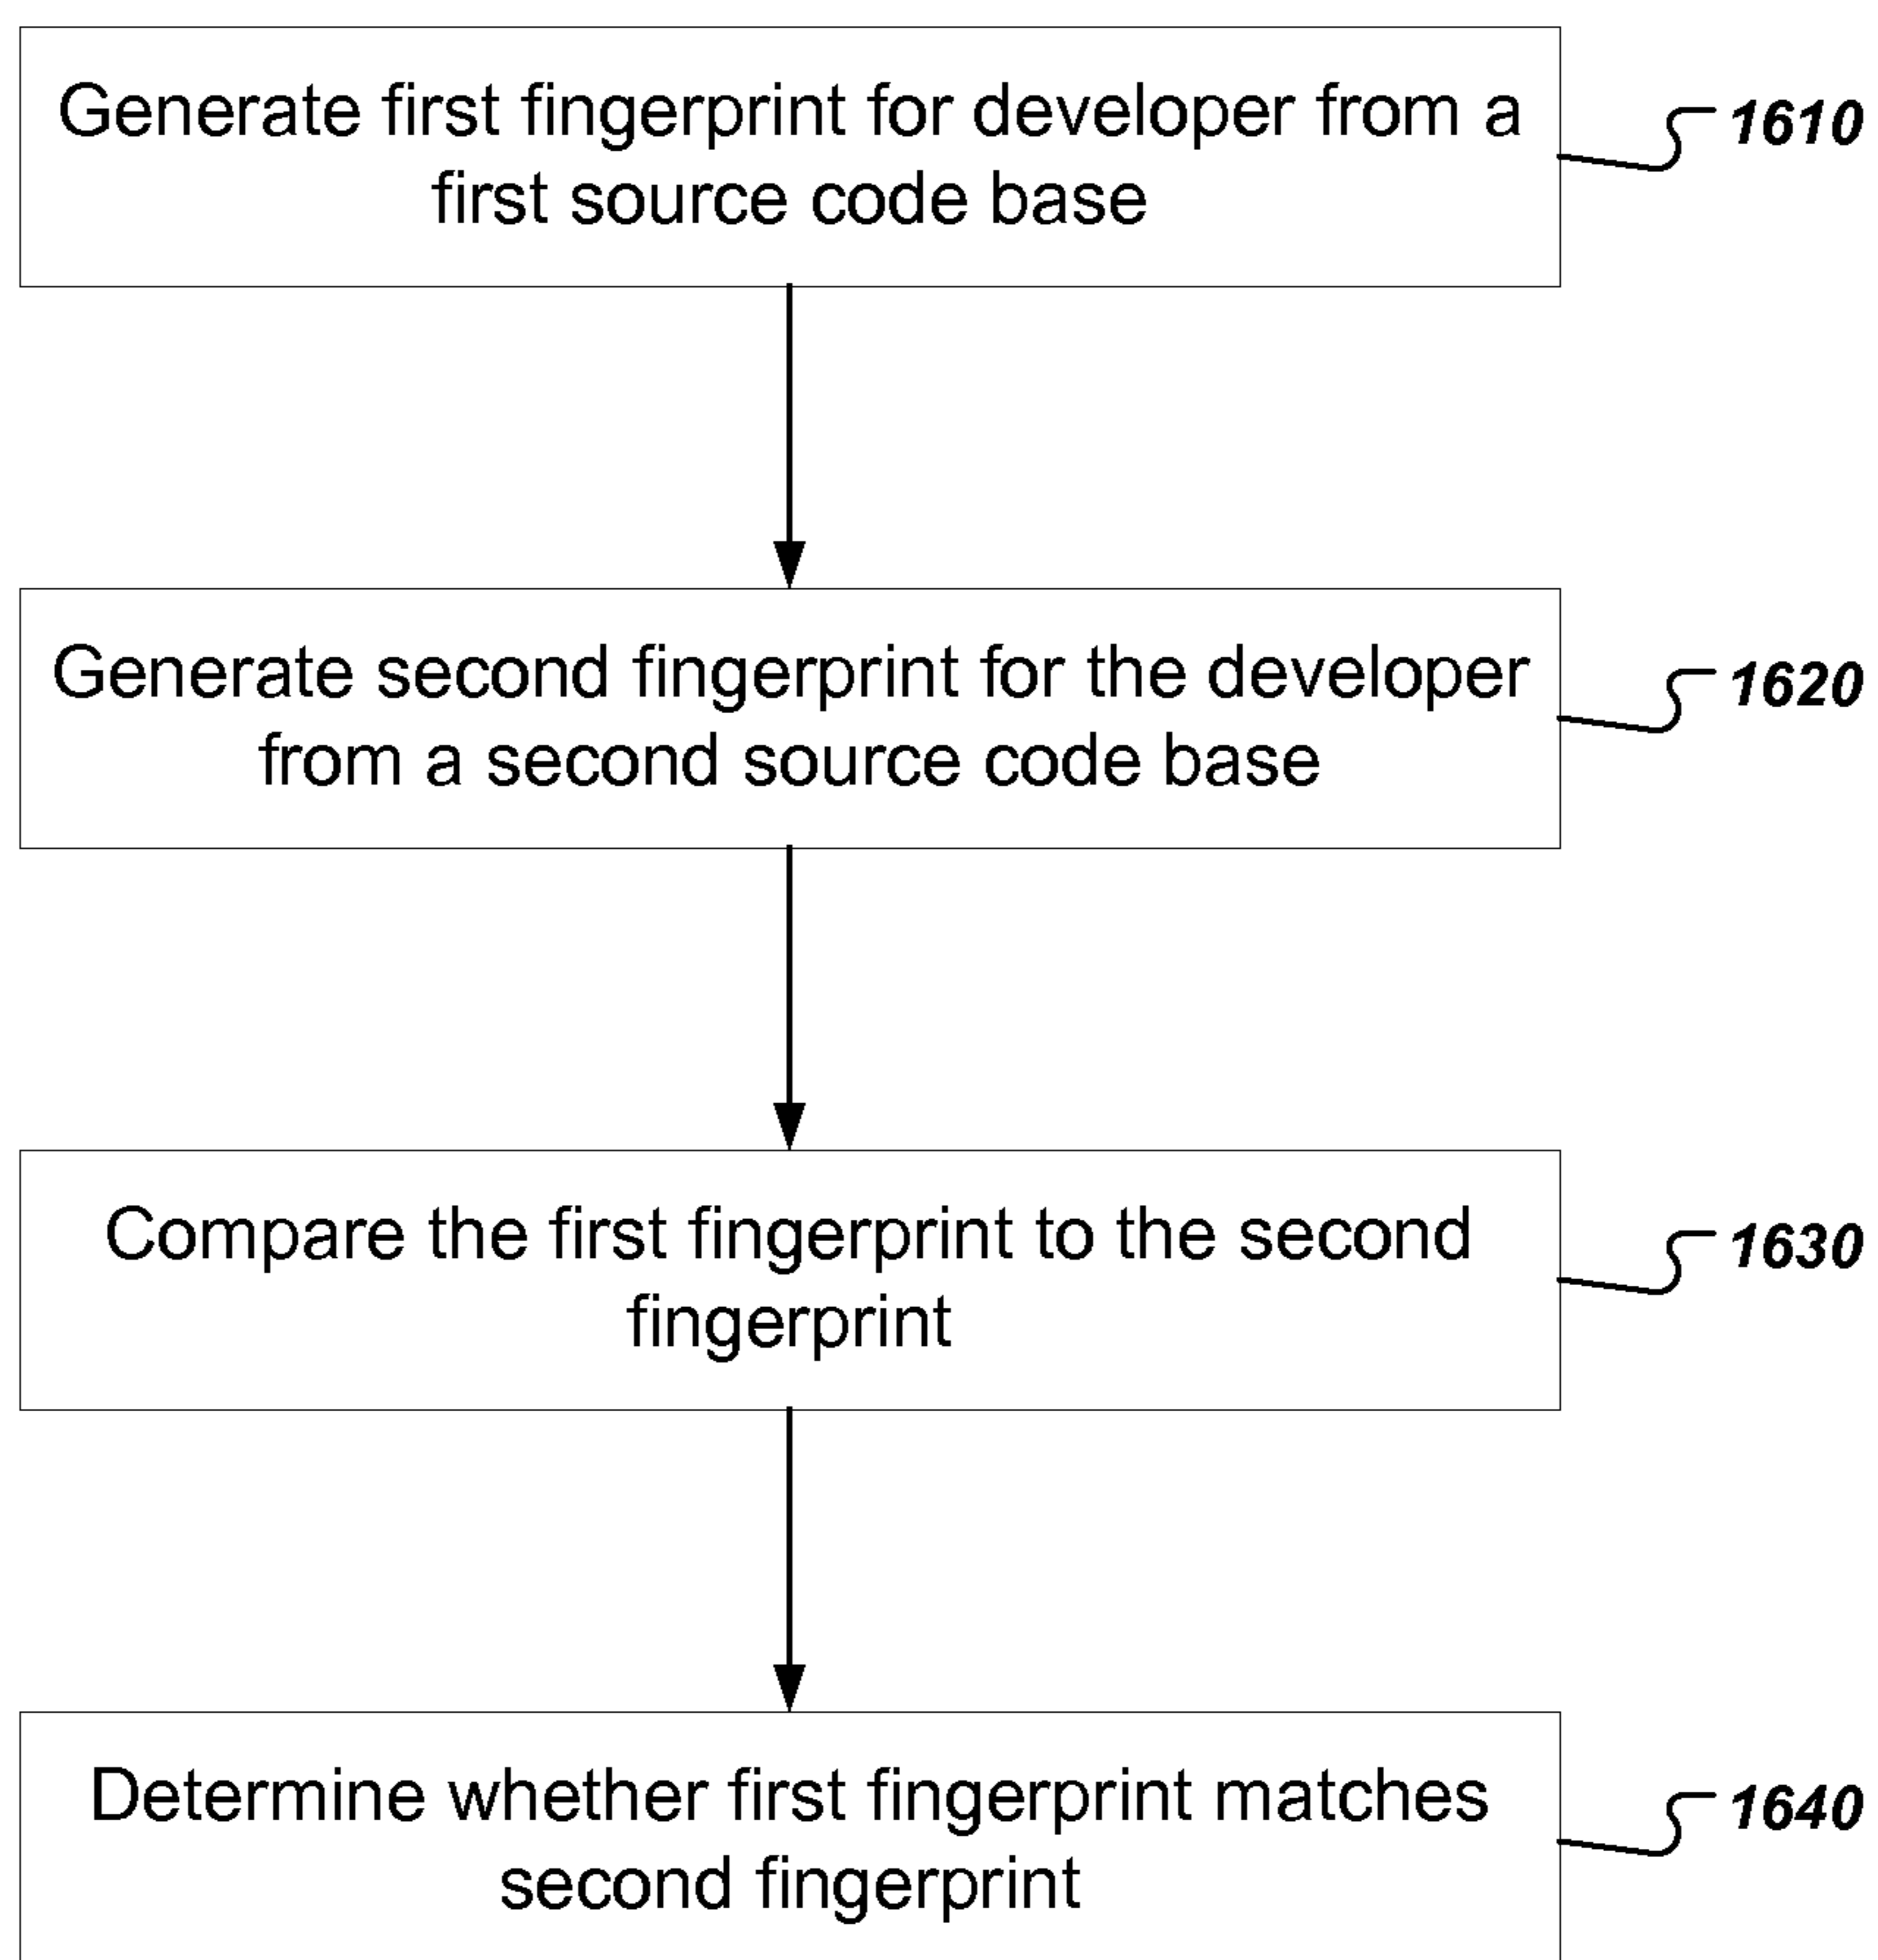 Generate first fingerprint for developer from a
first source code base
1610
Generate second fingerprint for the developer
from a second source code base
1620
Compare the first fingerprint to the second
fingerprint
1630
Determine whether first fingerprint matches
second fingerprint
1640